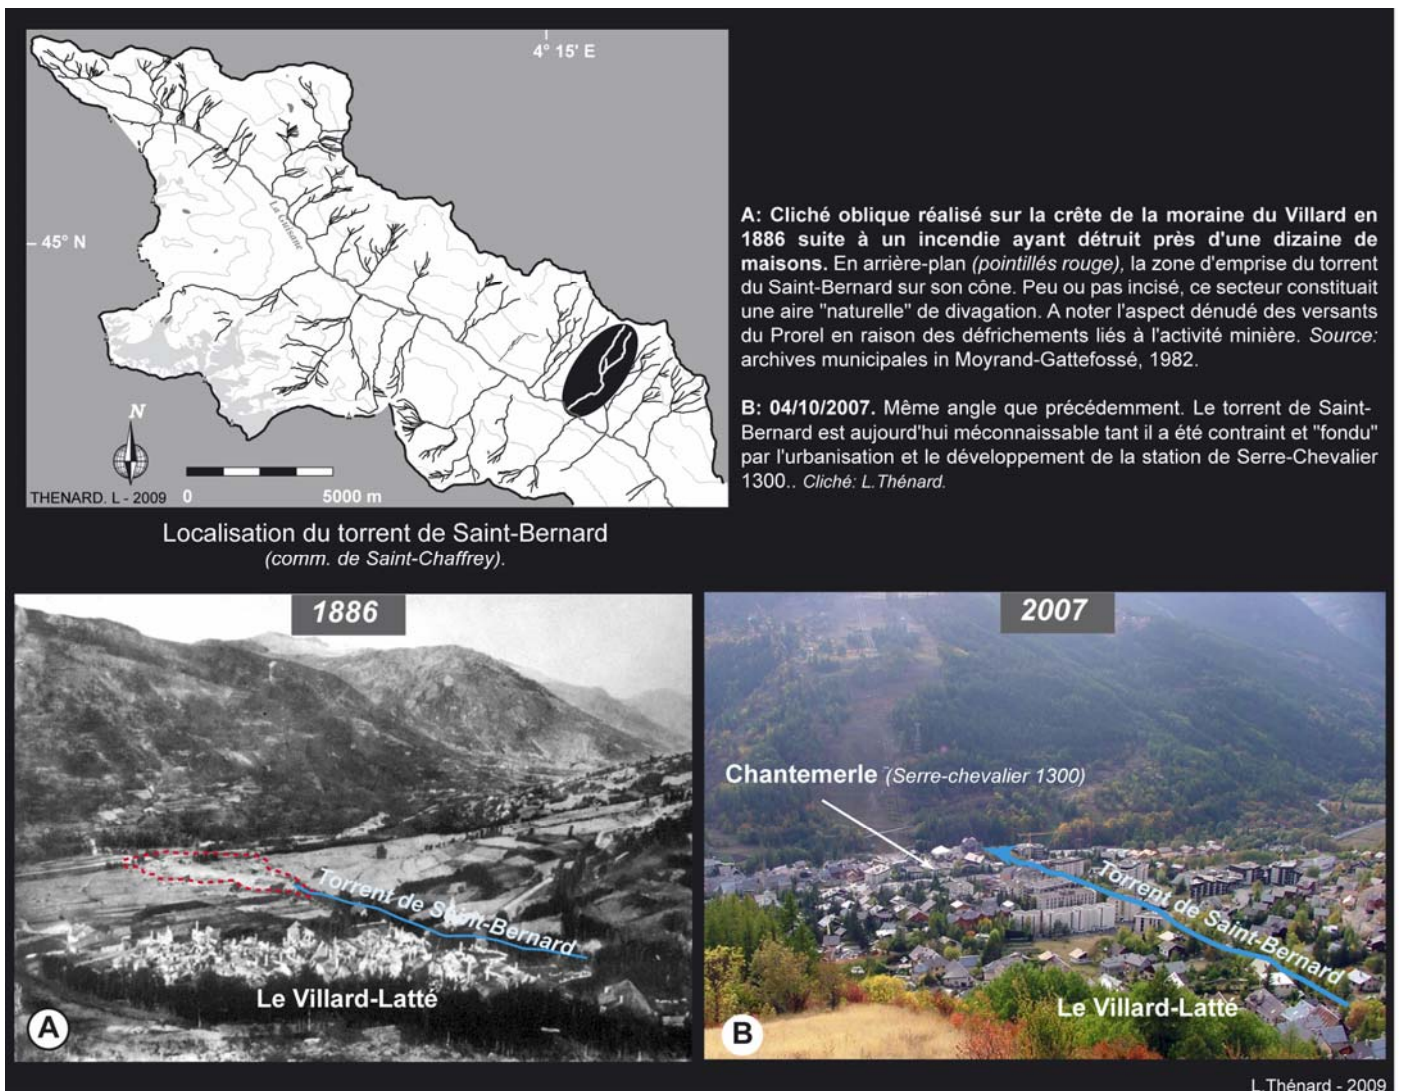 4° 15' E
45° N
La Guisane
N
THENARD. L - 2009
0
5000 m
Localisation du torrent de Saint-Bernard
(comm. de Saint-Chaffrey).
A: Cliché oblique réalisé sur la crête de la moraine du Villard en
1886 suite à un incendie ayant détruit près d'une dizaine de
maisons. En arrière-plan (pointillés rouge), la zone d'emprise du torrent
du Saint-Bernard sur son cône. Peu ou pas incisé, ce secteur constituait
une aire "naturelle" de divagation. A noter l'aspect dénudé des versants
du Prorel en raison des défrichements liés à l'activité minière. Source:
archives municipales in Moyrand-Gattefossé, 1982.
B: 04/10/2007. Même angle que précédemment. Le torrent de Saint-
Bernard est aujourd'hui méconnaissable tant il a été contraint et "fondu"
par l'urbanisation et le développement de la station de Serre-Chevalier
1300.. Cliché: L.Thénard.
1886
Torrent de Saint-Bernard
Le Villard-Latté
A
2007
Chantemerle (Serre-chevalier 1300)
Torrent de Saint-Bernard
Le Villard-Latté
B
L.Thénard - 2009